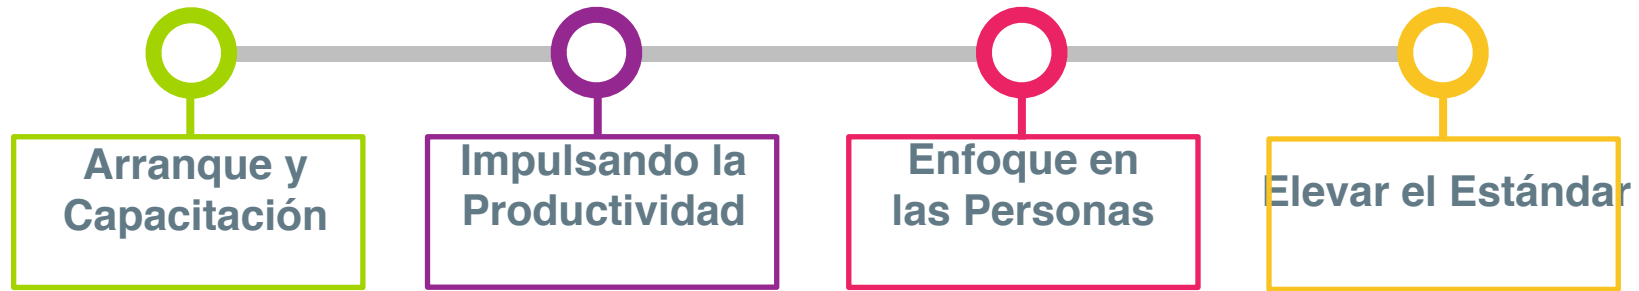 Arranque y
Capacitación
Impulsando la
Productividad
Enfoque en
las Personas
Elevar el Estándar